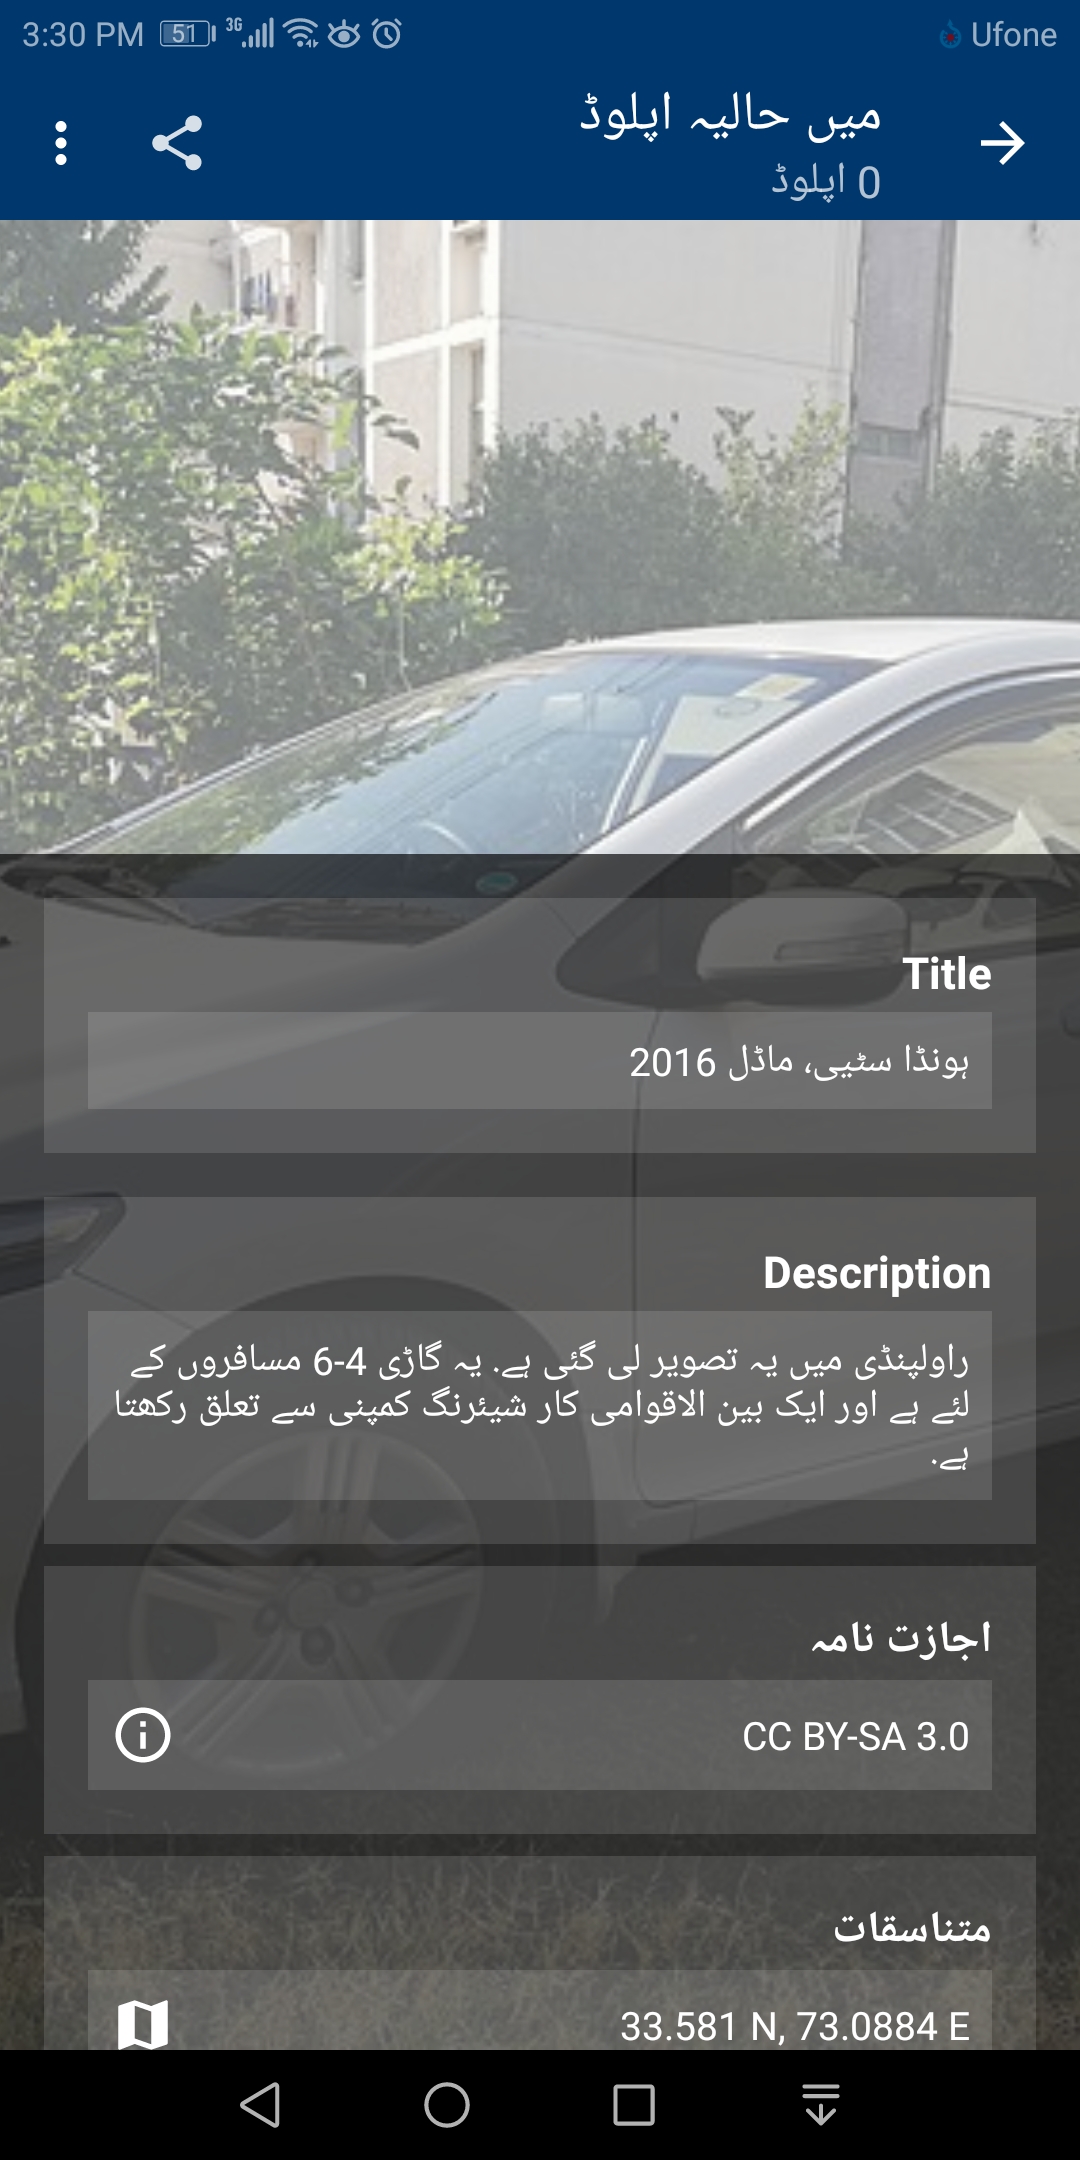 3:30 PM 51 3G Ufone
میں حالیہ اپلوڈ
0 اپلوڈ
Title
ہونڈا سٹیی، ماڈل 2016
Description
راولپنڈی میں یہ تصویر لی گئی ہے. یہ گاڑی 4-6 مسافروں کے
لئے ہے اور ایک بین الاقوامی کار شیئرنگ کمپنی سے تعلق رکھتا
ہے.
اجازت نامہ
CC BY-SA 3.0
متناسقات
33.581 N, 73.0884 E